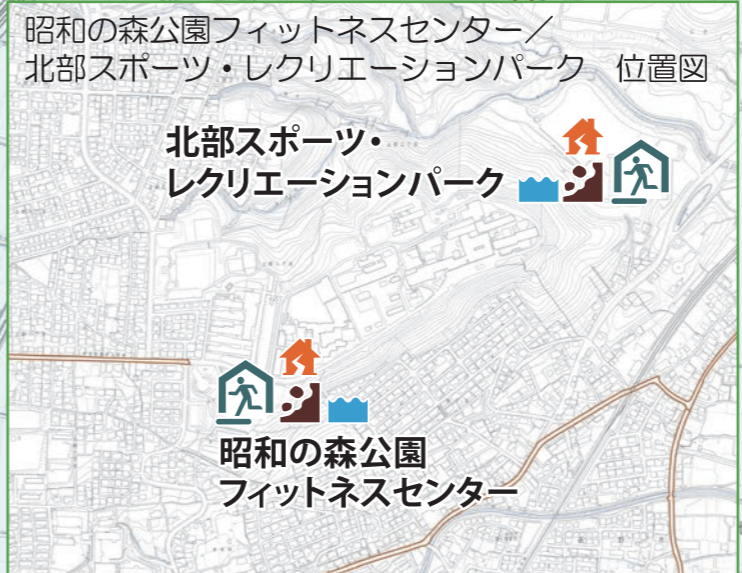 昭和の森公園フィットネスセンター／
北部スポーツ・レクリエーションパーク　位置図
北部スポーツ・
レクリエーションパーク
昭和の森公園
フィットネスセンター